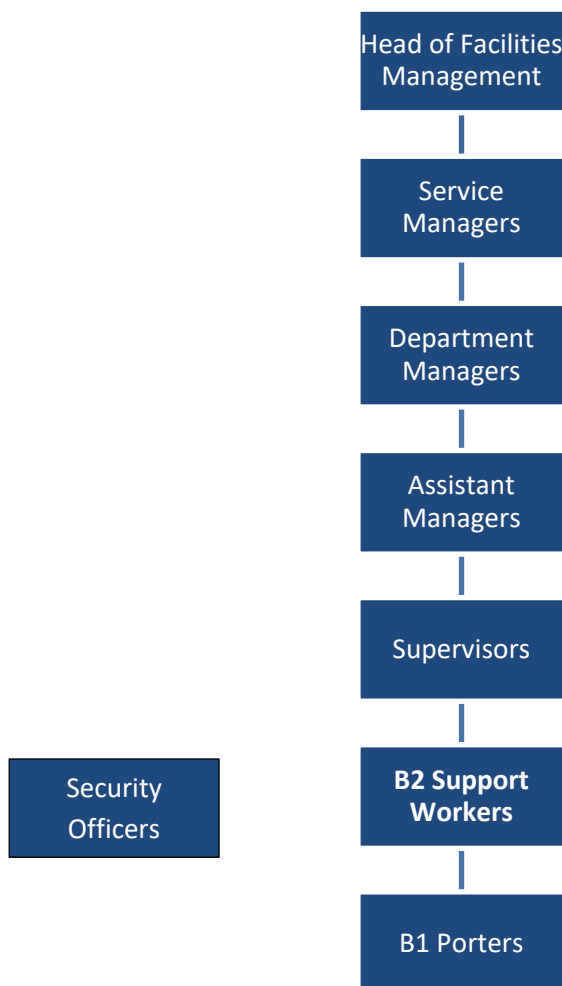 Head of Facilities
Management
Service
Managers
Department
Managers
Assistant
Managers
Supervisors
Security
Officers
B2 Support
Workers
B1 Porters